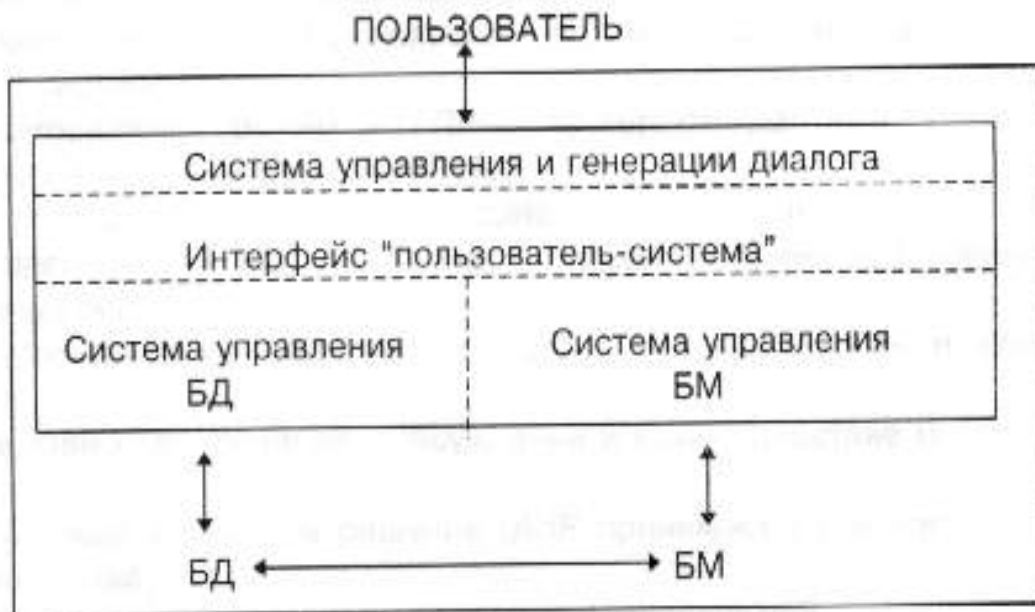 ПОЛЬЗОВАТЕЛЬ
Система управления и генерации диалога
Интерфейс "пользователь-система"
Система управления
БД
Система управления
БМ
БД
БМ